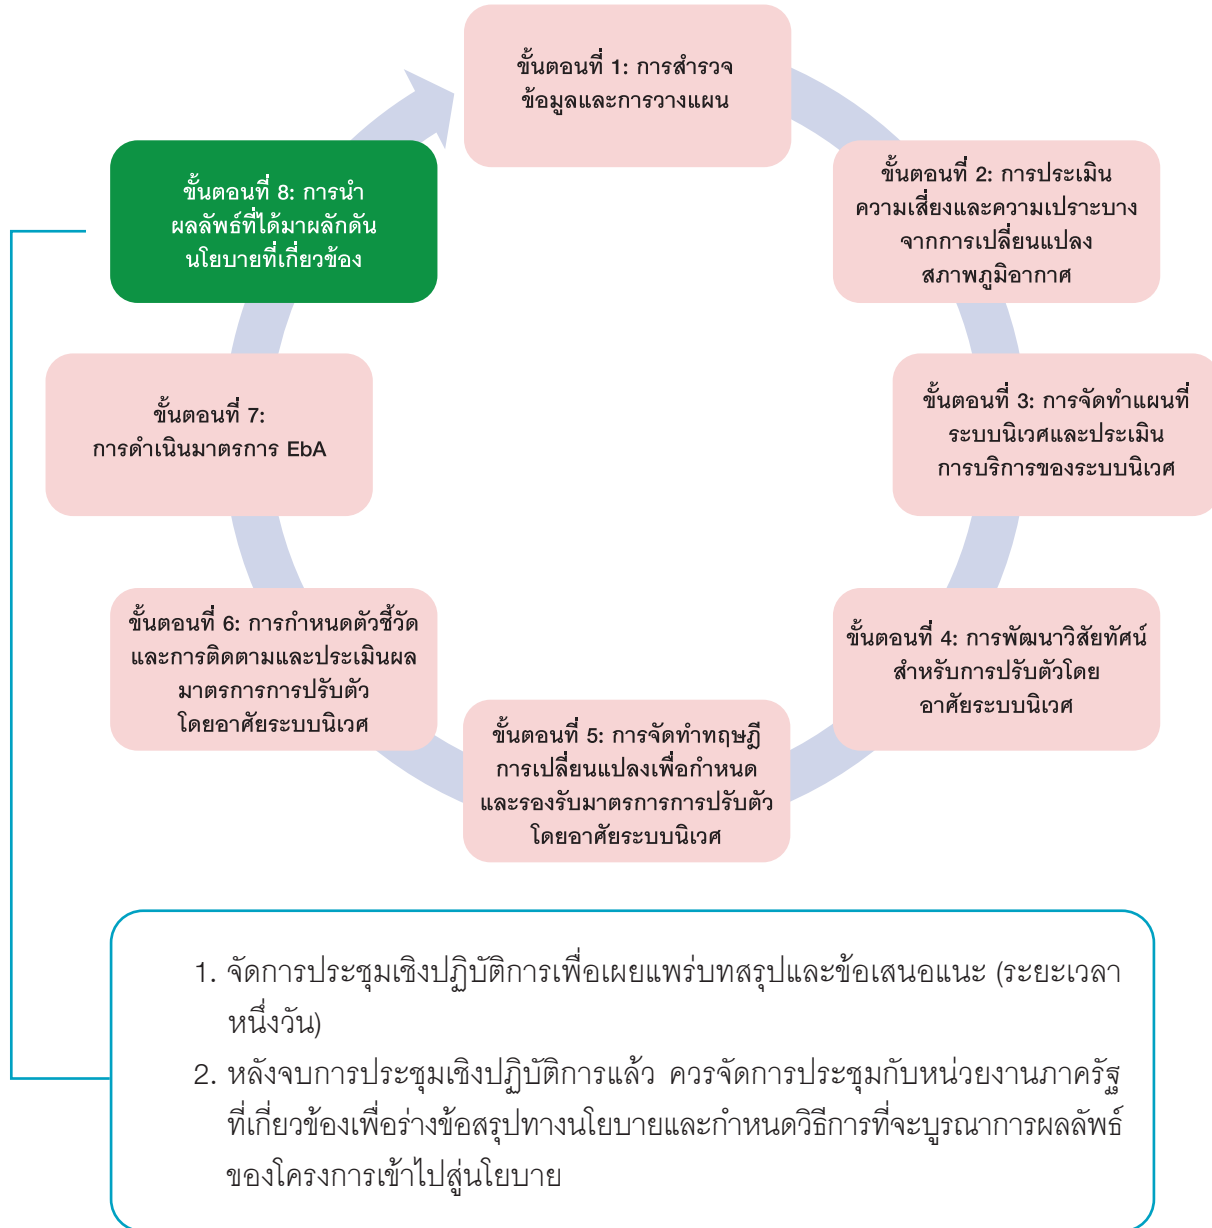 ขั้นตอนที่ 1: การสำรวจ
ข้อมูลและการวางแผน
ขั้นตอนที่ 2: การประเมิน
ความเสี่ยงและความเปราะบาง
จากการเปลี่ยนแปลง
สภาพภูมิอากาศ
ขั้นตอนที่ 3: การจัดทำแผนที่
ระบบนิเวศและประเมิน
การบริการของระบบนิเวศ
ขั้นตอนที่ 4: การพัฒนาวิสัยทัศน์
สำหรับการปรับตัวโดย
อาศัยระบบนิเวศ
ขั้นตอนที่ 5: การจัดทำทฤษฎี
การเปลี่ยนแปลงเพื่อกำหนด
และรองรับมาตรการการปรับตัว
โดยอาศัยระบบนิเวศ
ขั้นตอนที่ 6: การกำหนดตัวชี้วัด
และการติดตามและประเมินผล
มาตรการการปรับตัว
โดยอาศัยระบบนิเวศ
ขั้นตอนที่ 7:
การดำเนินมาตรการ EbA
ขั้นตอนที่ 8: การนำ
ผลลัพธ์ที่ได้มาผลักดัน
นโยบายที่เกี่ยวข้อง
1. จัดการประชุมเชิงปฏิบัติการเพื่อเผยแพร่บทสรุปและข้อเสนอแนะ (ระยะเวลา
หนึ่งวัน)
2. หลังจบการประชุมเชิงปฏิบัติการแล้ว ควรจัดการประชุมกับหน่วยงานภาครัฐ
ที่เกี่ยวข้องเพื่อร่างข้อสรุปทางนโยบายและกำหนดวิธีการที่จะบูรณาการผลลัพธ์
ของโครงการเข้าไปสู่นโยบาย